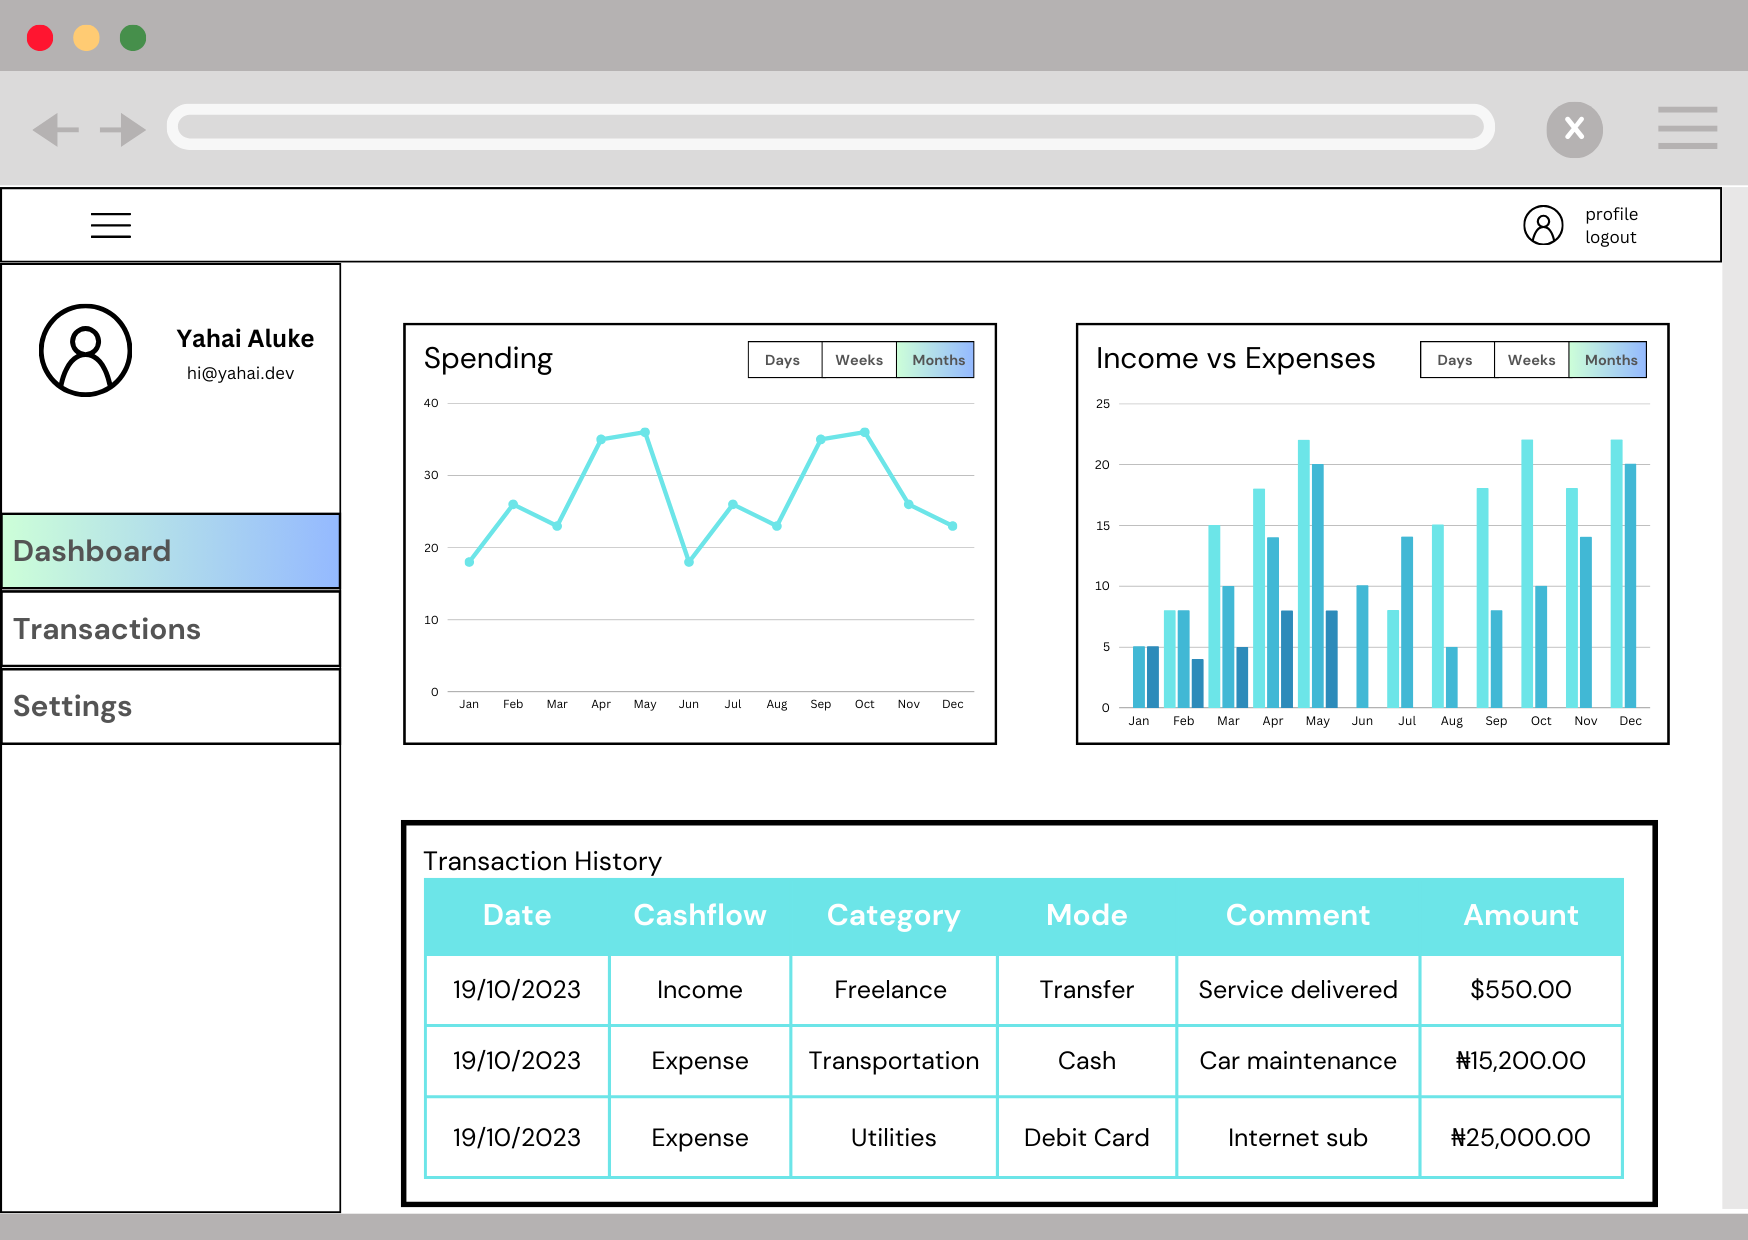 X
profile
logout
Yahai Aluke
hi@yahai.dev
Dashboard
Transactions
Settings
Spending
Days Weeks Months
40
30
20
10
0
Jan Feb Mar Apr May Jun Jul Aug Sep Oct Nov Dec
Income vs Expenses
Days Weeks Months
25
20
15
10
5
0
Jan Feb Mar Apr May Jun Jul Aug Sep Oct Nov Dec
Transaction History
Date Cashflow Category Mode Comment Amount
19/10/2023 Income Freelance Transfer Service delivered $550.00
19/10/2023 Expense Transportation Cash Car maintenance ₦15,200.00
19/10/2023 Expense Utilities Debit Card Internet sub ₦25,000.00